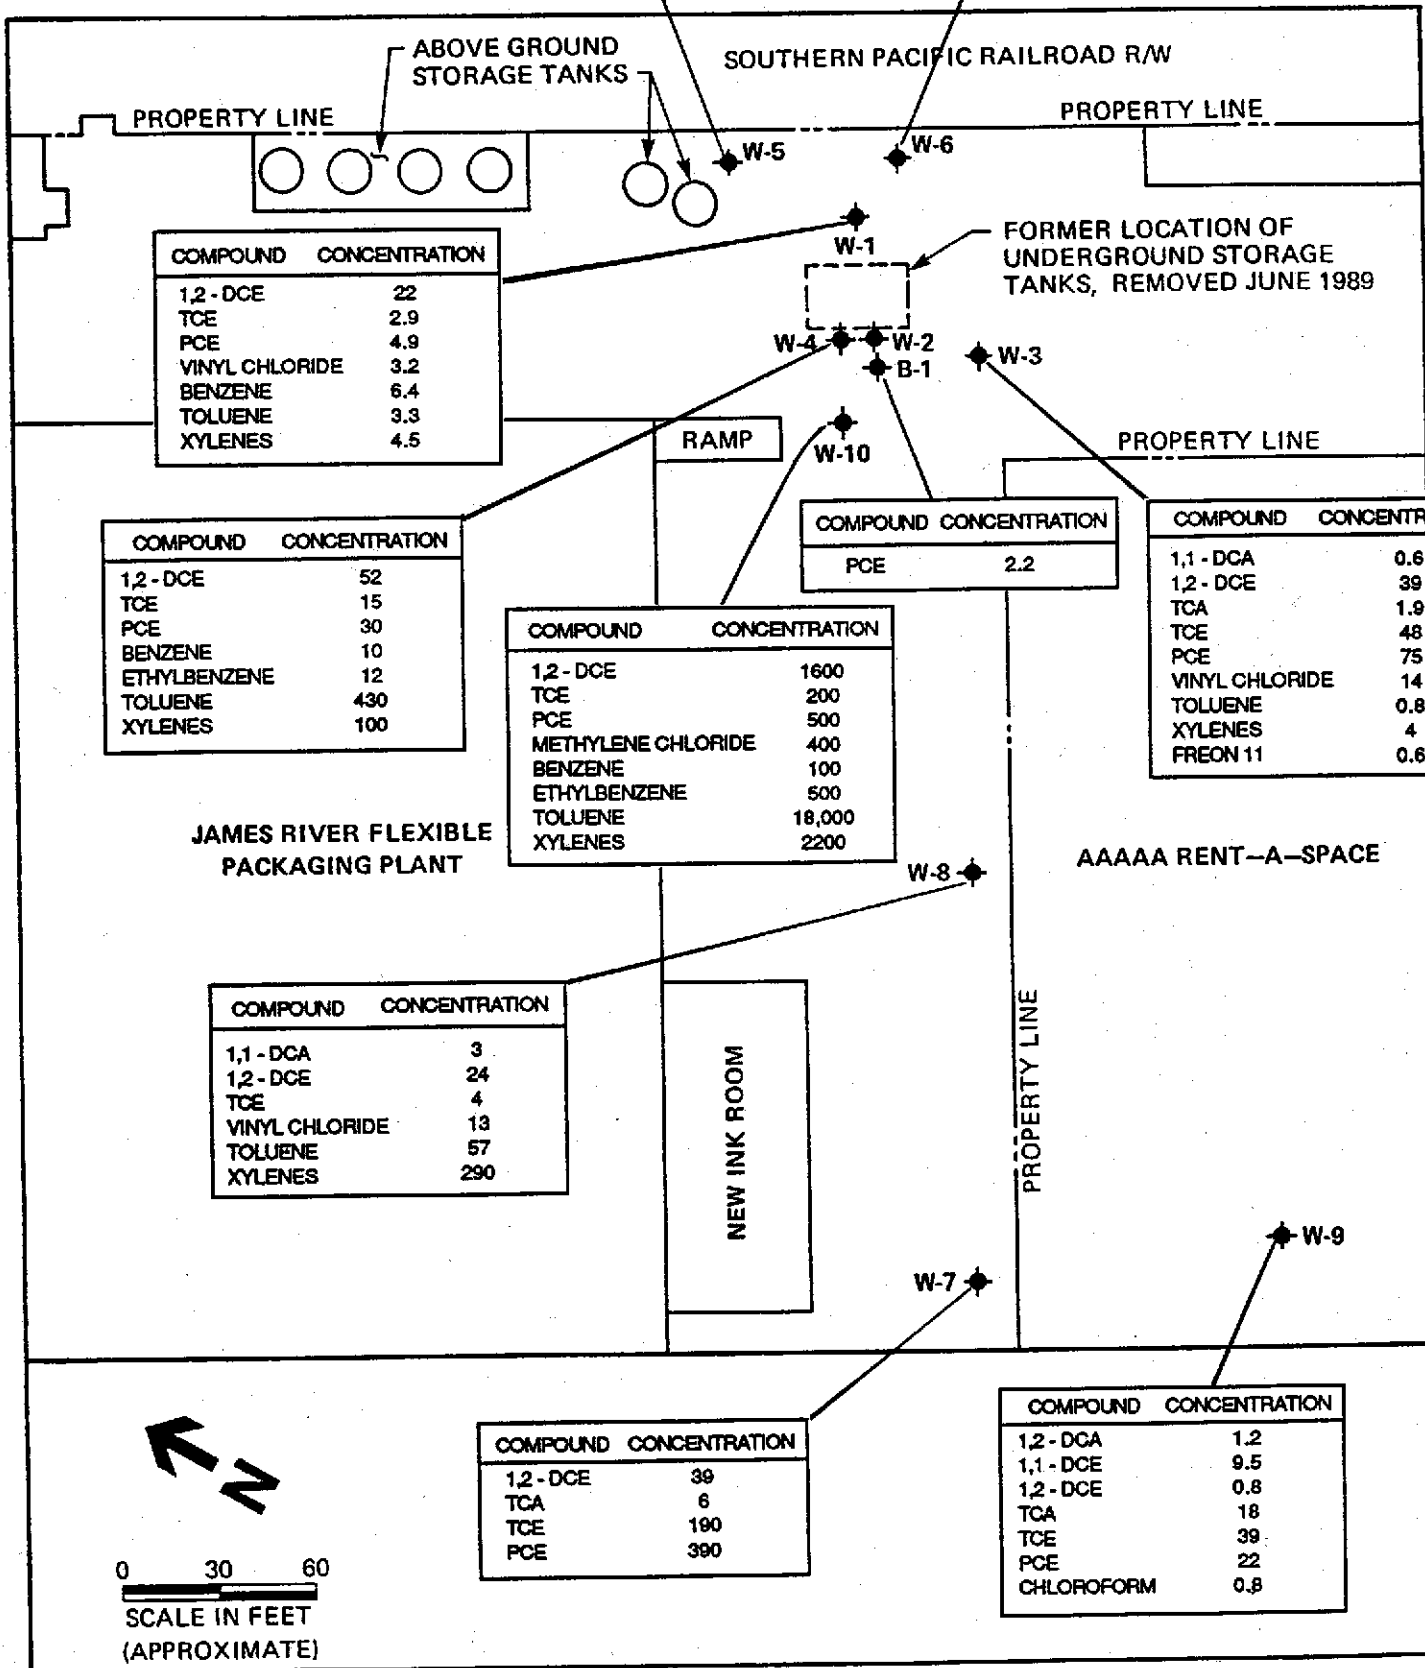 ABOVE GROUND
STORAGE TANKS
SOUTHERN PACIFIC RAILROAD R/W
PROPERTY LINE
PROPERTY LINE
W-5
W-6
W-1
FORMER LOCATION OF
UNDERGROUND STORAGE
TANKS, REMOVED JUNE 1989
COMPOUND CONCENTRATION
1,2 - DCE 22
TCE 2.9
PCE 4.9
VINYL CHLORIDE 3.2
BENZENE 6.4
TOLUENE 3.3
XYLENES 4.5
W-4
W-2
B-1
W-3
RAMP
W-10
PROPERTY LINE
COMPOUND CONCENTRATION
1,2 - DCE 52
TCE 15
PCE 30
BENZENE 10
ETHYLBENZENE 12
TOLUENE 430
XYLENES 100
COMPOUND CONCENTRATION
PCE 2.2
COMPOUND CONCENTR
1,1 - DCA 0.6
1,2 - DCE 39
TCA 1.9
TCE 48
PCE 75
VINYL CHLORIDE 14
TOLUENE 0.8
XYLENES 4
FREON 11 0.6
COMPOUND CONCENTRATION
1,2 - DCE 1600
TCE 200
PCE 500
METHYLENE CHLORIDE 400
BENZENE 100
ETHYLBENZENE 500
TOLUENE 18,000
XYLENES 2200
JAMES RIVER FLEXIBLE
PACKAGING PLANT
AAAAA RENT-A-SPACE
W-8
COMPOUND CONCENTRATION
1,1 - DCA 3
1,2 - DCE 24
TCE 4
VINYL CHLORIDE 13
TOLUENE 57
XYLENES 290
NEW INK ROOM
PROPERTY LINE
W-9
W-7
COMPOUND CONCENTRATION
1,2 - DCE 39
TCA 6
TCE 190
PCE 390
COMPOUND CONCENTRATION
1,2 - DCA 1.2
1,1 - DCE 9.5
1,2 - DCE 0.8
TCA 18
TCE 39
PCE 22
CHLOROFORM 0.8
N
0 30 60
SCALE IN FEET
(APPROXIMATE)